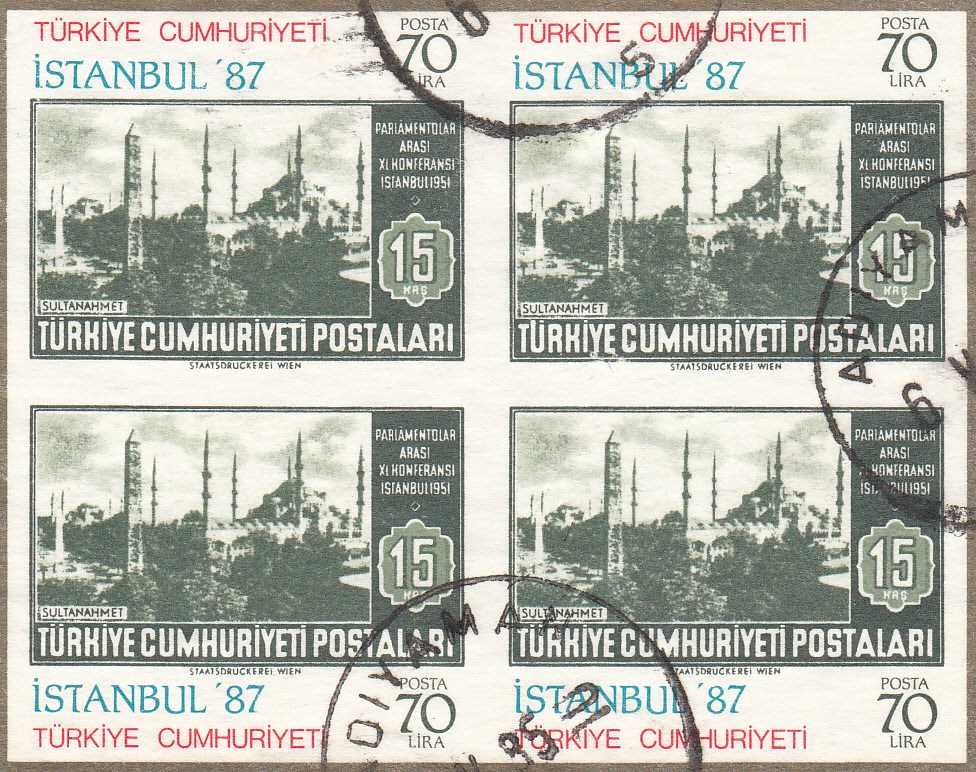 TÜRKİYE CUMHURİYETİ POSTA 70 LİRA
İSTANBUL '87
PARLÂMENTOLAR
ARASI
XL KONFERANSI
İSTANBUL 1951
15
KRŞ
SULTANAHMET
TÜRKİYE CUMHURİYETİ POSTALARI
STAATSDRUCKEREI WIEN
TÜRKİYE CUMHURİYETİ POSTA 70 LİRA
İSTANBUL '87
PARLÂMENTOLAR
ARASI
XL KONFERANSI
İSTANBUL 1951
15
KRŞ
SULTANAHMET
TÜRKİYE CUMHURİYETİ POSTALARI
STAATSDRUCKEREI WIEN
PARLÂMENTOLAR
ARASI
XL KONFERANSI
İSTANBUL 1951
15
KRŞ
SULTANAHMET
TÜRKİYE CUMHURİYETİ POSTALARI
STAATSDRUCKEREI WIEN
İSTANBUL '87
TÜRKİYE CUMHURİYETİ POSTA 70 LİRA
PARLÂMENTOLAR
ARASI
XL KONFERANSI
İSTANBUL 1951
15
KRŞ
SULTANAHMET
TÜRKİYE CUMHURİYETİ POSTALARI
STAATSDRUCKEREI WIEN
İSTANBUL '87
TÜRKİYE CUMHURİYETİ POSTA 70 LİRA
ADIYAM
DIYAMAN